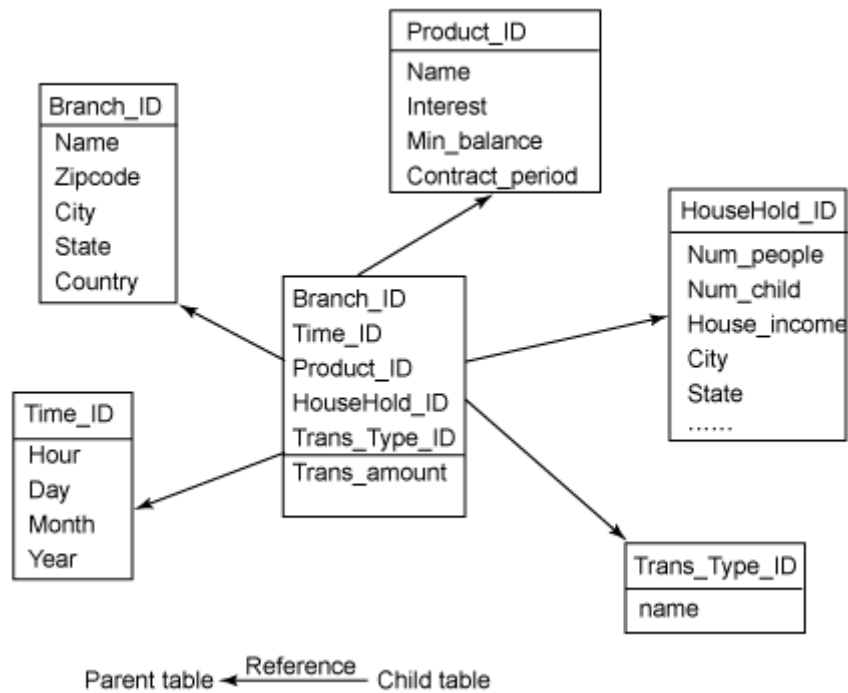 Product_ID
Name
Interest
Min_balance
Contract_period
Branch_ID
Name
Zipcode
City
State
Country
HouseHold_ID
Num_people
Num_child
House_income
City
State
......
Branch_ID
Time_ID
Product_ID
HouseHold_ID
Trans_Type_ID
Trans_amount
Time_ID
Hour
Day
Month
Year
Trans_Type_ID
name
Parent table Reference Child table